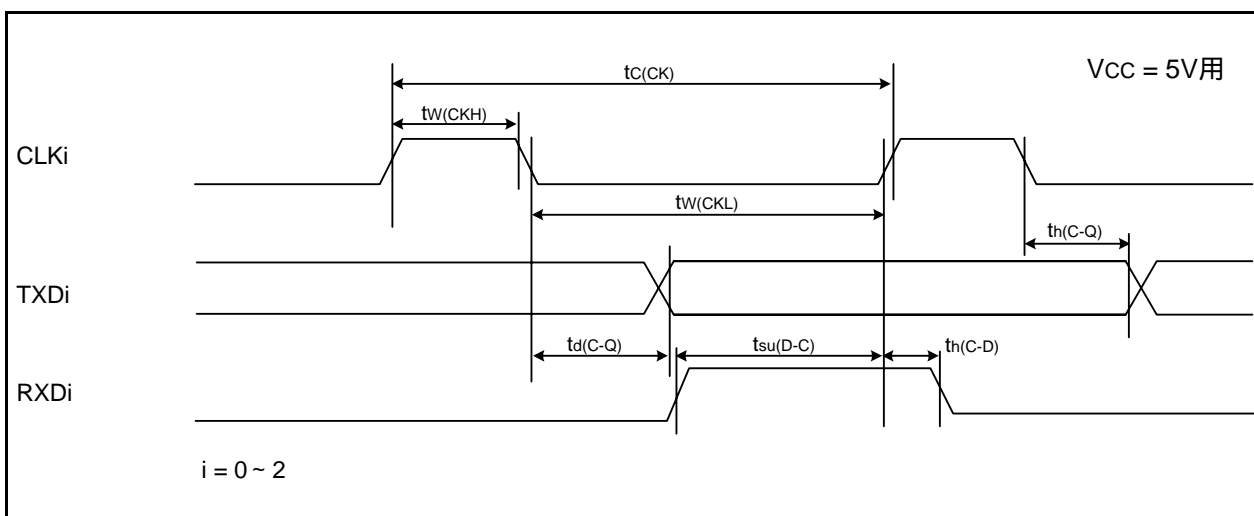 VCC = 5V用
tC(CK)
tW(CKH)
CLKi
tW(CKL)
th(C-Q)
TXDi
td(C-Q)
tsu(D-C)
th(C-D)
RXDi
i = 0 ~ 2